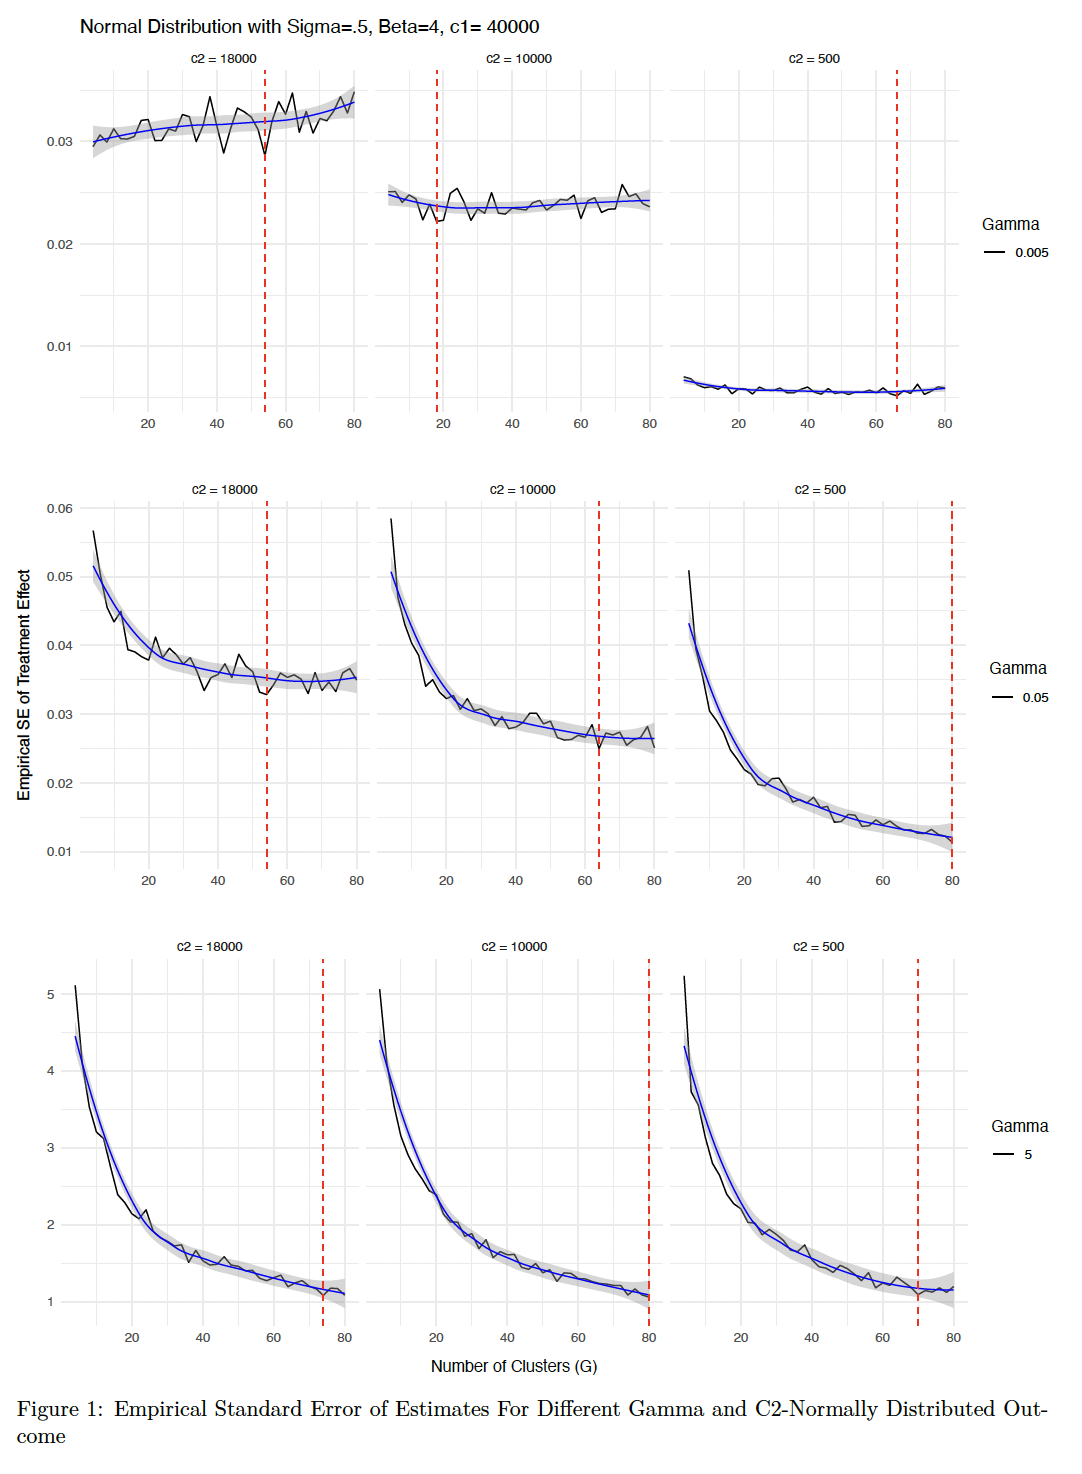 Normal Distribution with Sigma=.5, Beta=4, c1= 40000
c2 = 18000 c2 = 10000 c2 = 500
0.03
0.02
0.01
20 40 60 80 20 40 60 80 20 40 60 80
Gamma
0.005
c2 = 18000 c2 = 10000 c2 = 500
0.06
0.05
0.04
0.03
0.02
0.01
20 40 60 80 20 40 60 80 20 40 60 80
Gamma
0.05
Empirical SE of Treatment Effect
c2 = 18000 c2 = 10000 c2 = 500
5
4
3
2
1
20 40 60 80 20 40 60 80 20 40 60 80
Gamma
5
Number of Clusters (G)
Figure 1: Empirical Standard Error of Estimates For Different Gamma and C2-Normally Distributed Out-
come